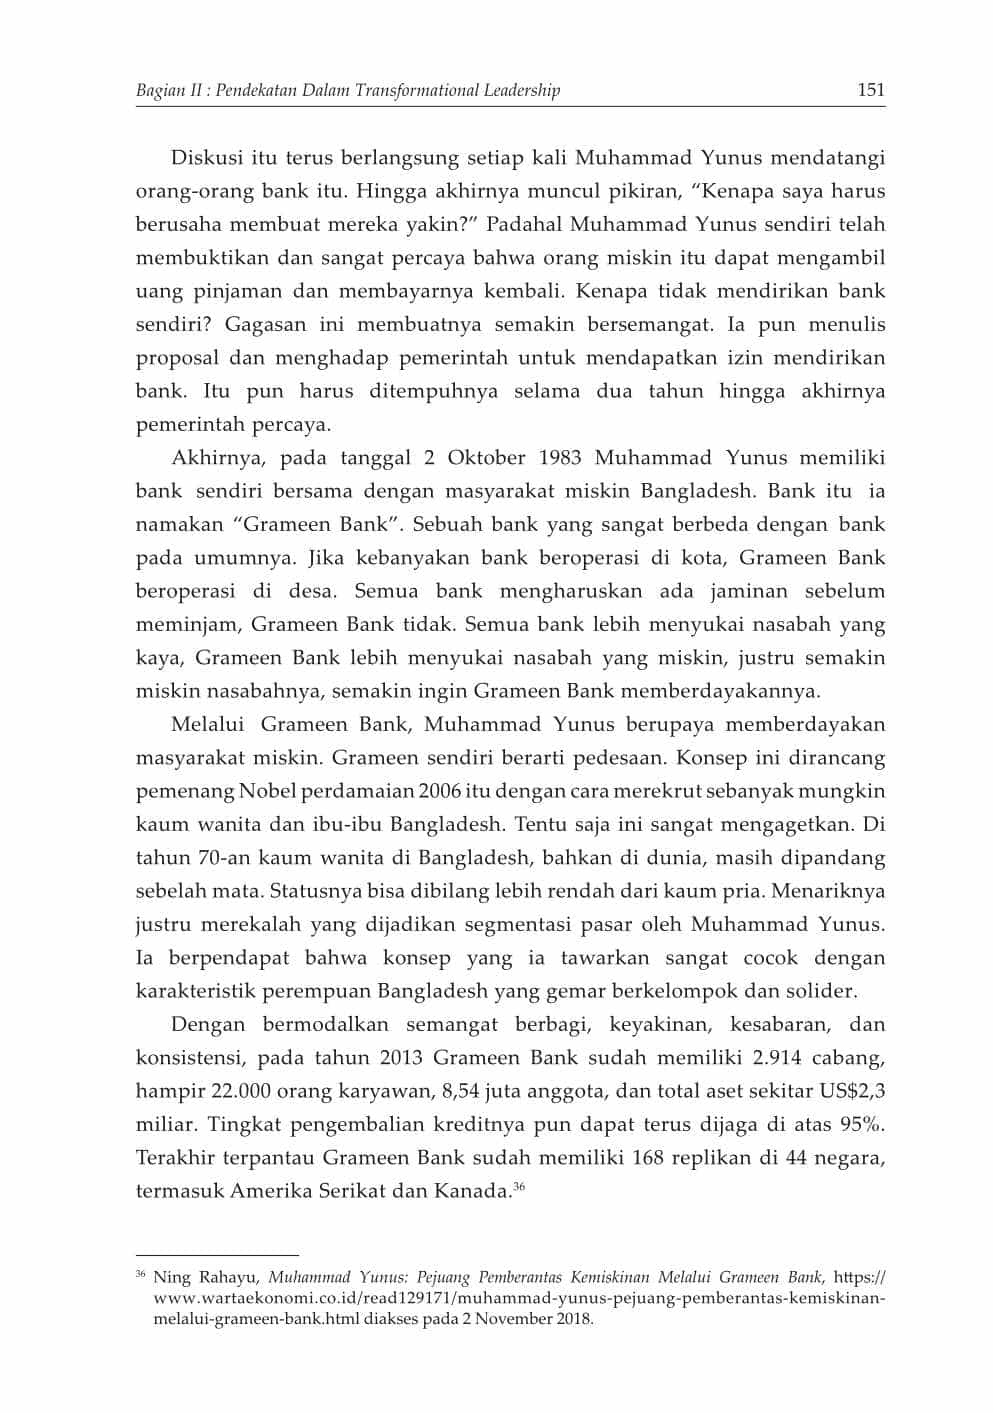 Bagian II : Pendekatan Dalam Transformational Leadership 151
Diskusi itu terus berlangsung setiap kali Muhammad Yunus mendatangi
orang-orang bank itu. Hingga akhirnya muncul pikiran, “Kenapa saya harus
berusaha membuat mereka yakin?” Padahal Muhammad Yunus sendiri telah
membuktikan dan sangat percaya bahwa orang miskin itu dapat mengambil
uang pinjaman dan membayarnya kembali. Kenapa tidak mendirikan bank
sendiri? Gagasan ini membuatnya semakin bersemangat. Ia pun menulis
proposal dan menghadap pemerintah untuk mendapatkan izin mendirikan
bank. Itu pun harus ditempuhnya selama dua tahun hingga akhirnya
pemerintah percaya.
Akhirnya, pada tanggal 2 Oktober 1983 Muhammad Yunus memiliki
bank sendiri bersama dengan masyarakat miskin Bangladesh. Bank itu ia
namakan “Grameen Bank”. Sebuah bank yang sangat berbeda dengan bank
pada umumnya. Jika kebanyakan bank beroperasi di kota, Grameen Bank
beroperasi di desa. Semua bank mengharuskan ada jaminan sebelum
meminjam, Grameen Bank tidak. Semua bank lebih menyukai nasabah yang
kaya, Grameen Bank lebih menyukai nasabah yang miskin, justru semakin
miskin nasabahnya, semakin ingin Grameen Bank memberdayakannya.
Melalui Grameen Bank, Muhammad Yunus berupaya memberdayakan
masyarakat miskin. Grameen sendiri berarti pedesaan. Konsep ini dirancang
pemenang Nobel perdamaian 2006 itu dengan cara merekrut sebanyak mungkin
kaum wanita dan ibu-ibu Bangladesh. Tentu saja ini sangat mengagetkan. Di
tahun 70-an kaum wanita di Bangladesh, bahkan di dunia, masih dipandang
sebelah mata. Statusnya bisa dibilang lebih rendah dari kaum pria. Menariknya
justru merekalah yang dijadikan segmentasi pasar oleh Muhammad Yunus.
Ia berpendapat bahwa konsep yang ia tawarkan sangat cocok dengan
karakteristik perempuan Bangladesh yang gemar berkelompok dan solider.
Dengan bermodalkan semangat berbagi, keyakinan, kesabaran, dan
konsistensi, pada tahun 2013 Grameen Bank sudah memiliki 2.914 cabang,
hampir 22.000 orang karyawan, 8,54 juta anggota, dan total aset sekitar US$2,3
miliar. Tingkat pengembalian kreditnya pun dapat terus dijaga di atas 95%.
Terakhir terpantau Grameen Bank sudah memiliki 168 replikan di 44 negara,
termasuk Amerika Serikat dan Kanada.36
36 Ning Rahayu, Muhammad Yunus: Pejuang Pemberantas Kemiskinan Melalui Grameen Bank, https://
www.wartaekonomi.co.id/read129171/muhammad-yunus-pejuang-pemberantas-kemiskinan-
melalui-grameen-bank.html diakses pada 2 November 2018.